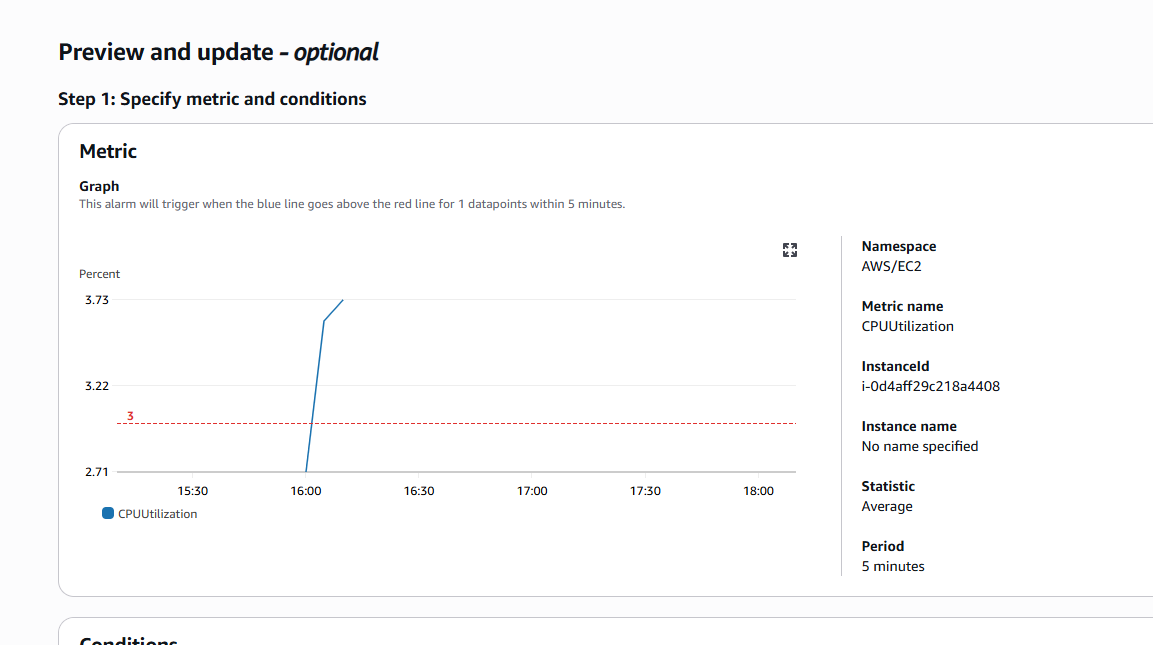 Preview and update - optional
Step 1: Specify metric and conditions
Metric
Graph
This alarm will trigger when the blue line goes above the red line for 1 datapoints within 5 minutes.
Percent
3.73
3.22
3
2.71
15:30 16:00 16:30 17:00 17:30 18:00
CPUUtilization
Namespace
AWS/EC2
Metric name
CPUUtilization
InstanceId
i-0d4aff29c218a4408
Instance name
No name specified
Statistic
Average
Period
5 minutes
Conditions